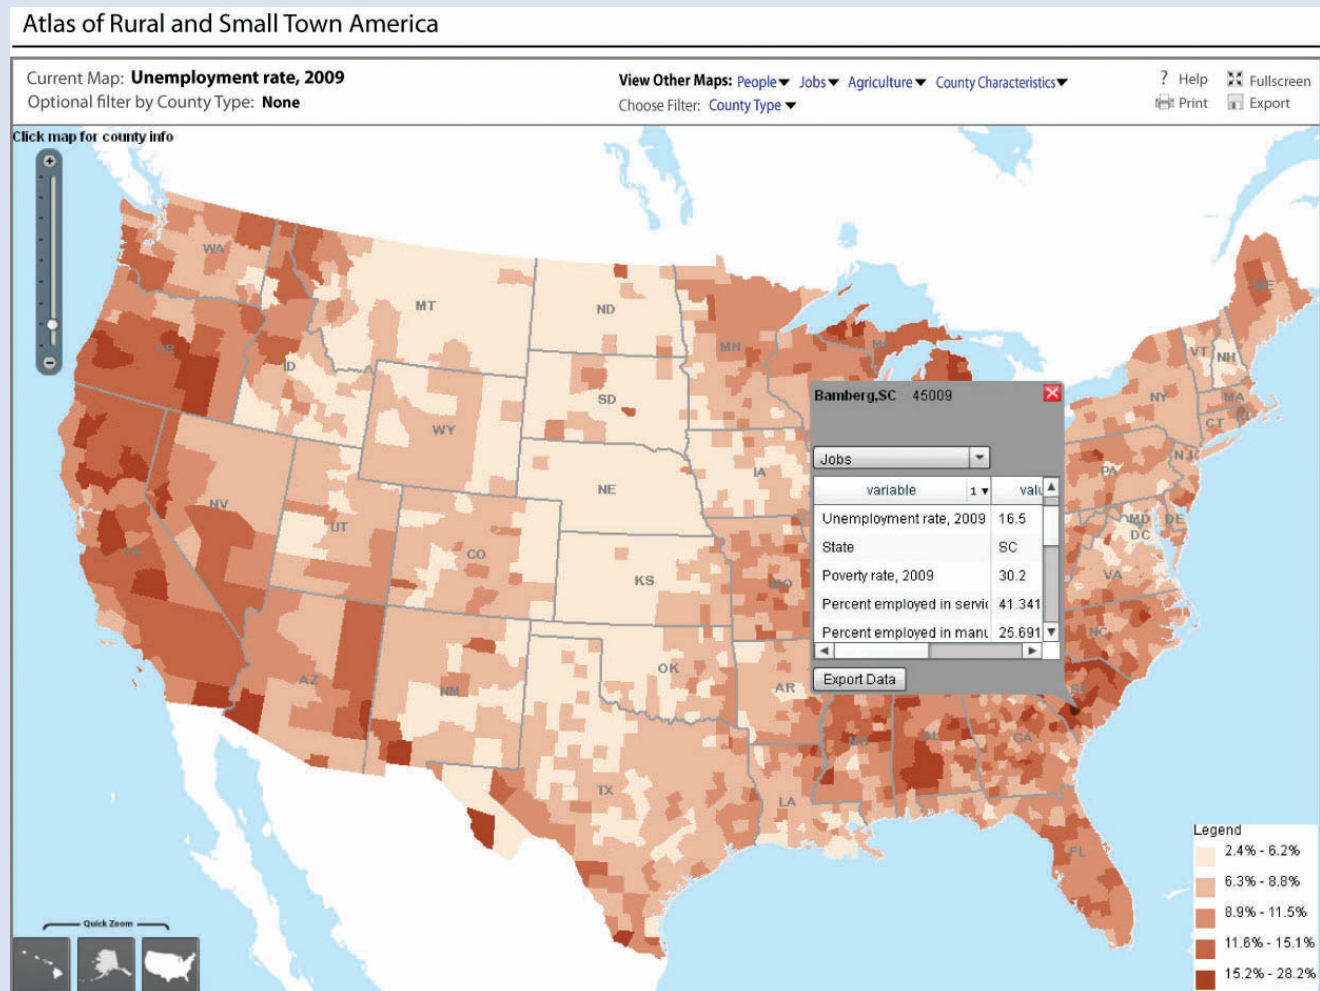 Atlas of Rural and Small Town America
Current Map: Unemployment rate, 2009
Optional filter by County Type: None
View Other Maps: People Jobs Agriculture County Characteristics
Choose Filter: County Type
? Help
Fullscreen
Print
Export
Click map for county info
WA
MT
ND
MN
OR
ID
SD
WY
IA
NE
NV
UT
CO
KS
MO
CA
AZ
NM
OK
AR
TX
LA
MS
AL
GA
FL
SC
NC
VA
MI
ME
VT
NH
NY
MA
RI
CT
PA
NJ
MD
DE
DC
Bamberg,SC 45009
Jobs
variable 1 valu
Unemployment rate, 2009 16.5
State SC
Poverty rate, 2009 30.2
Percent employed in servic 41.341
Percent employed in manu 25.691
Export Data
Quick Zoom
Legend
2.4% - 6.2%
6.3% - 8.8%
8.9% - 11.5%
11.6% - 15.1%
15.2% - 28.2%